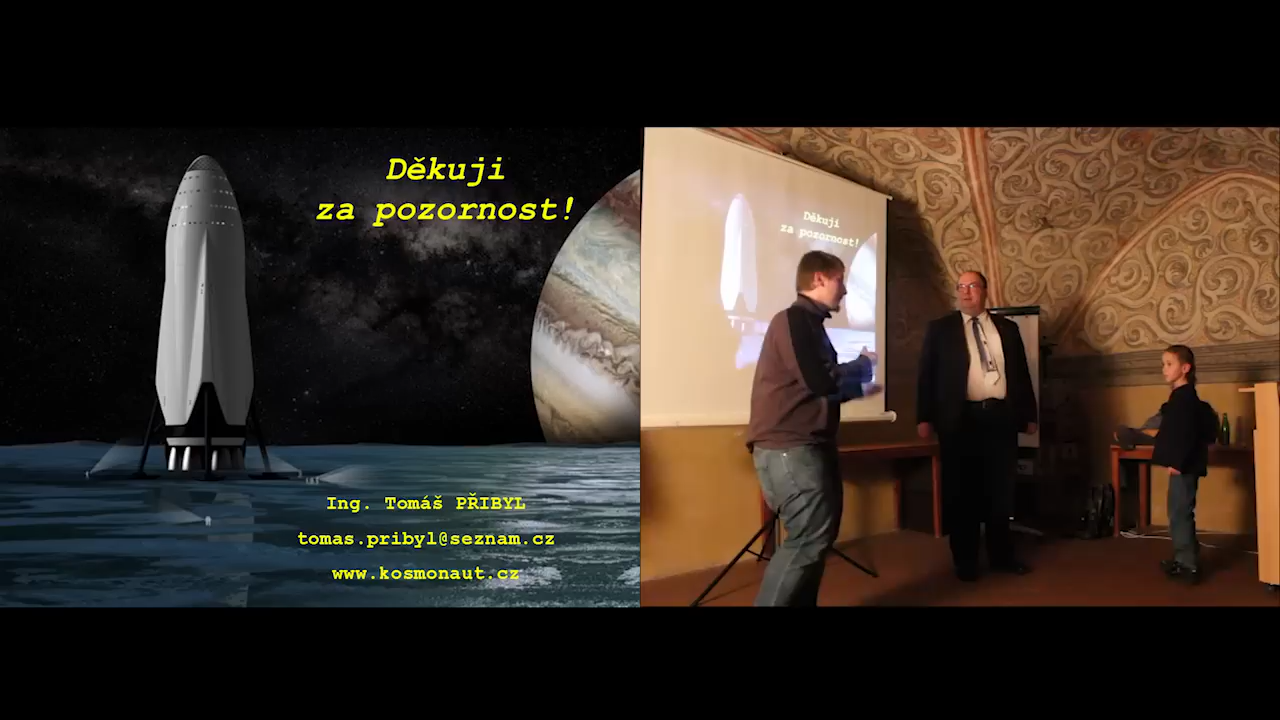 Děkuji
za pozornost!
Ing. Tomáš PŘIBYL
tomas.pribyl@seznam.cz
www.kosmonaut.cz
Děkuji
za pozornost!